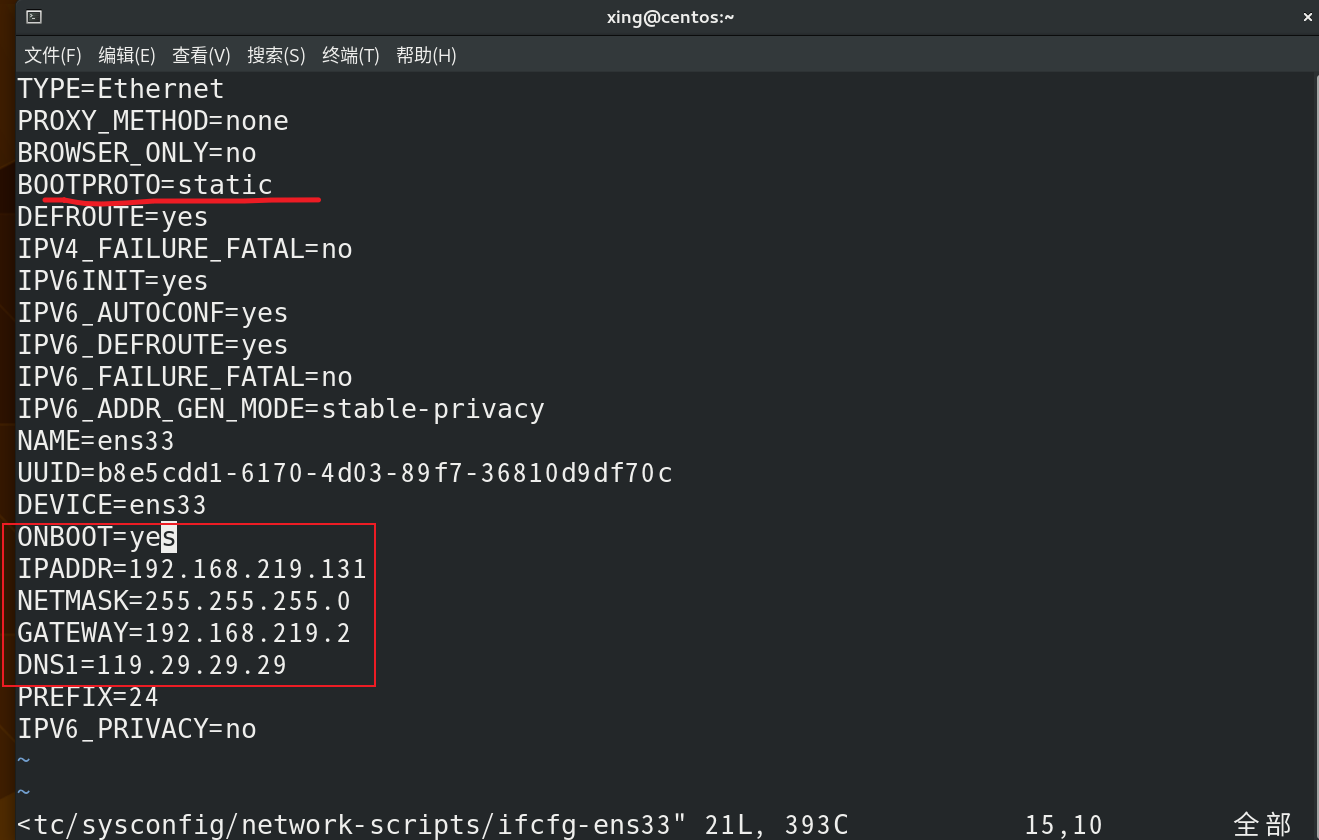 xing@centos:~
×
文件(F) 编辑(E) 查看(V) 搜索(S) 终端(T) 帮助(H)
TYPE=Ethernet
PROXY_METHOD=none
BROWSER_ONLY=no
BOOTPROTO=static
DEFROUTE=yes
IPV4_FAILURE_FATAL=no
IPV6INIT=yes
IPV6_AUTOCONF=yes
IPV6_DEFROUTE=yes
IPV6_FAILURE_FATAL=no
IPV6_ADDR_GEN_MODE=stable-privacy
NAME=ens33
UUID=b8e5cdd1-6170-4d03-89f7-36810d9df70c
DEVICE=ens33
ONBOOT=yes
IPADDR=192.168.219.131
NETMASK=255.255.255.0
GATEWAY=192.168.219.2
DNS1=119.29.29.29
PREFIX=24
IPV6_PRIVACY=no
~
~
<tc/sysconfig/network-scripts/ifcfg-ens33" 21L, 393C 15,10 全部